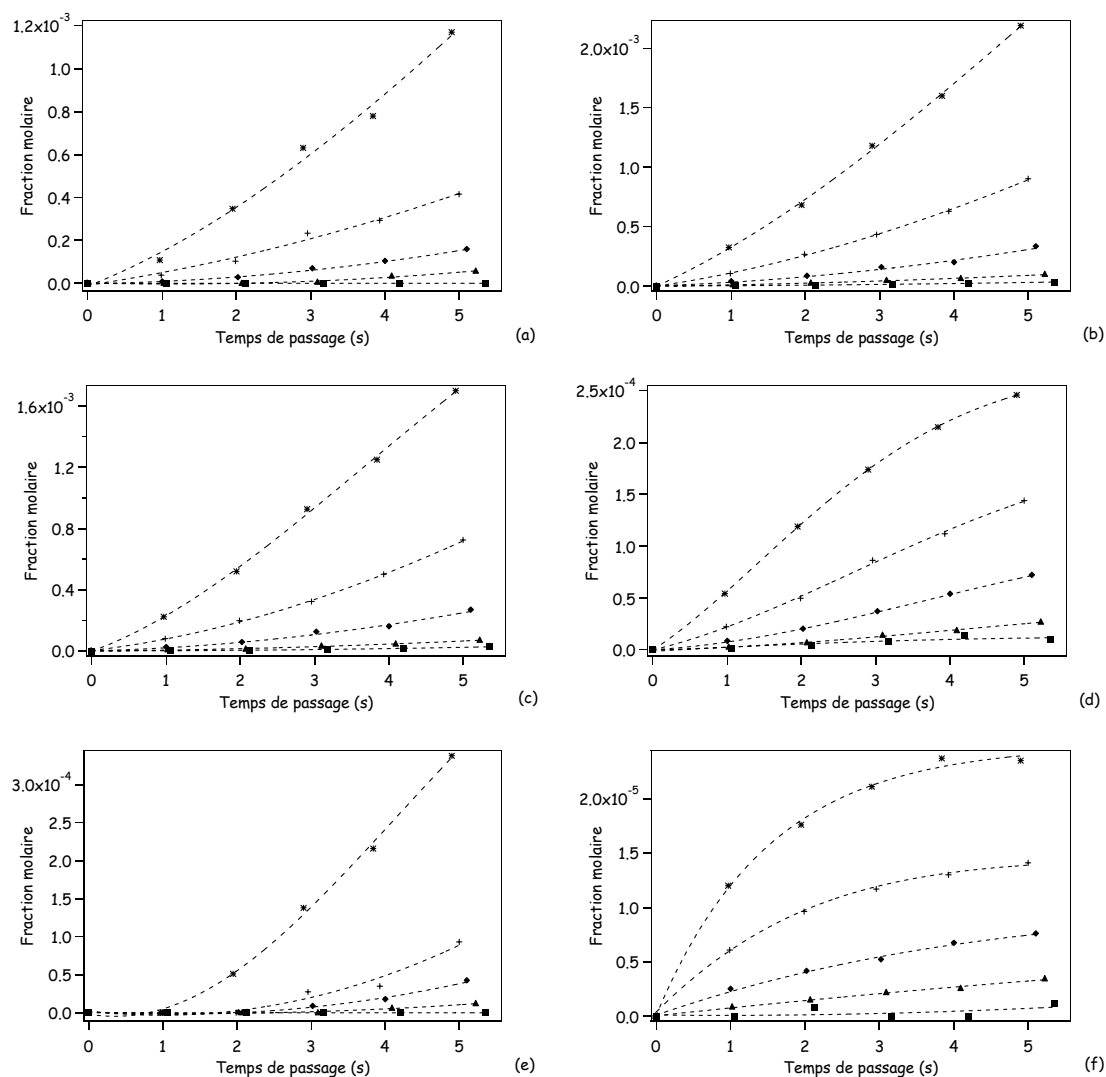 1.2x10-3
1.0
0.8
0.6
0.4
0.2
0.0
Fraction molaire
0 1 2 3 4 5
Temps de passage (s)
(a)
2.0x10-3
1.5
1.0
0.5
0.0
Fraction molaire
0 1 2 3 4 5
Temps de passage (s)
(b)
1.6x10-3
1.2
0.8
0.4
0.0
Fraction molaire
0 1 2 3 4 5
Temps de passage (s)
(c)
2.5x10-4
2.0
1.5
1.0
0.5
0.0
Fraction molaire
0 1 2 3 4 5
Temps de passage (s)
(d)
3.0x10-4
2.5
2.0
1.5
1.0
0.5
0.0
Fraction molaire
0 1 2 3 4 5
Temps de passage (s)
(e)
2.0x10-5
1.5
1.0
0.5
0.0
Fraction molaire
0 1 2 3 4 5
Temps de passage (s)
(f)